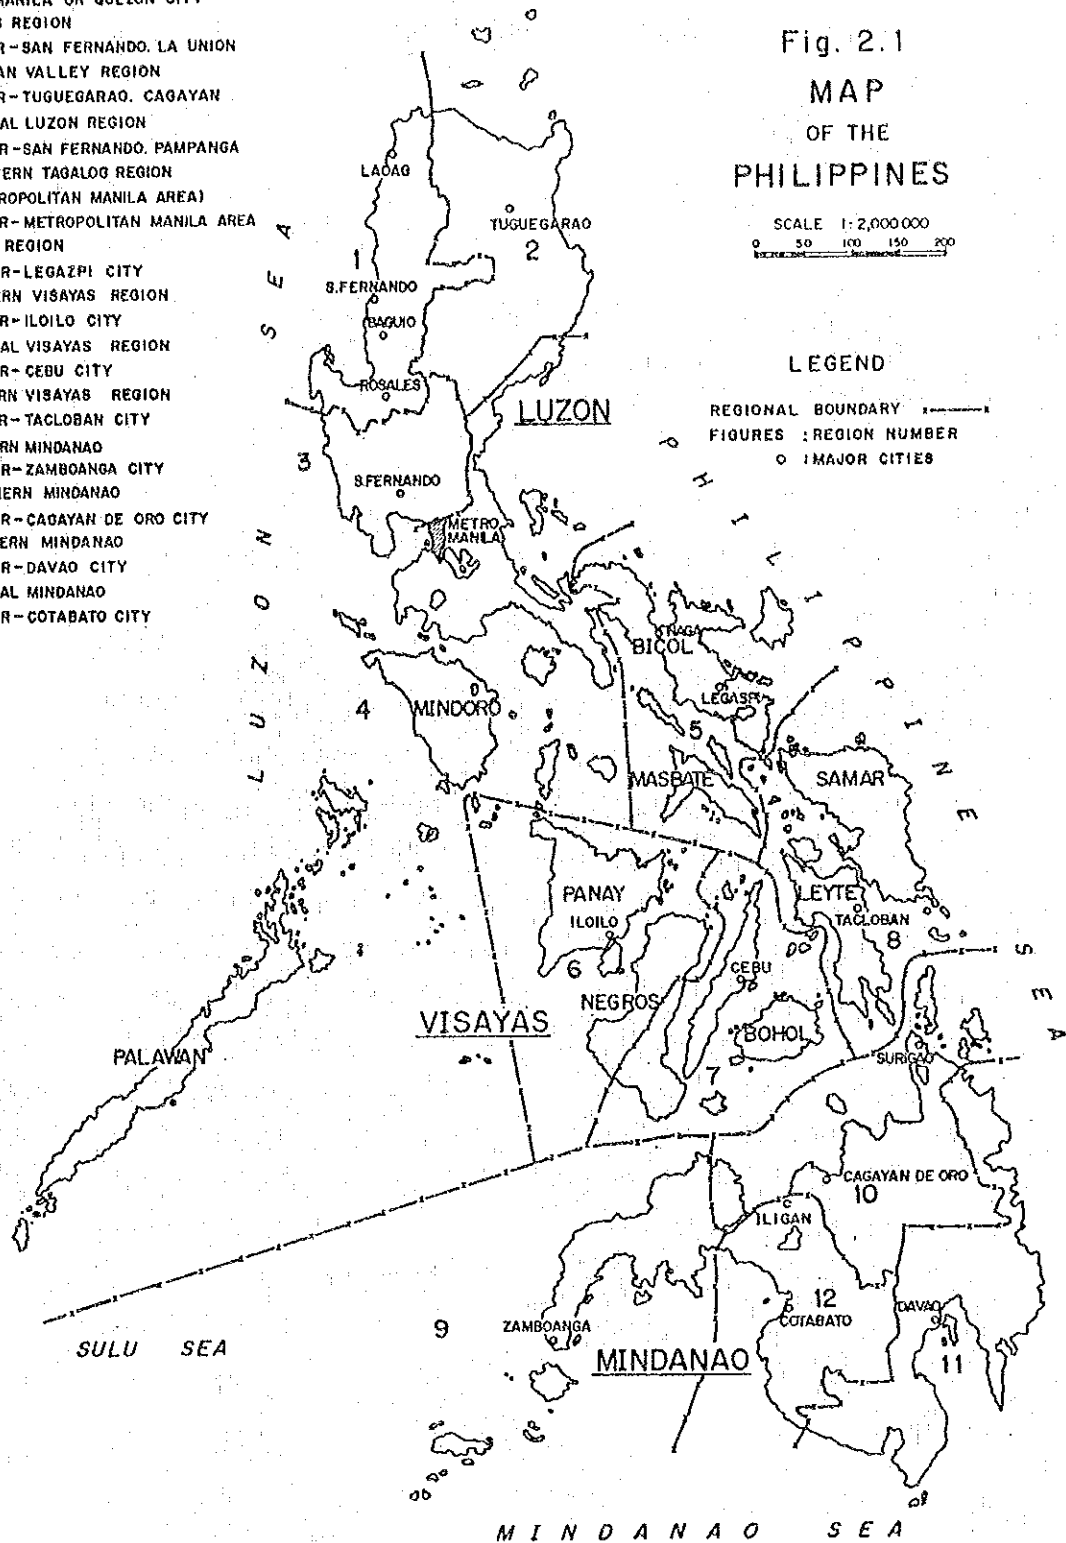 MANILA OR QUEZON CITY
REGION
R-SAN FERNANDO. LA UNION
AN VALLEY REGION
R-TUGUEGARAO. CAGAYAN
AL LUZON REGION
R-SAN FERNANDO. PAMPANGA
ERN TAGALOG REGION
ROPOLITAN MANILA AREA)
R-METROPOLITAN MANILA AREA
REGION
R-LEGAZPI CITY
RN VISAYAS REGION
R-ILOILO CITY
AL VISAYAS REGION
R-CEBU CITY
RN VISAYAS REGION
R-TACLOBAN CITY
RN MINDANAO
R-ZAMBOANGA CITY
ERN MINDANAO
R-CAGAYAN DE ORO CITY
ERN MINDANAO
R-DAVAO CITY
AL MINDANAO
R-COTABATO CITY
Fig. 2.1
MAP
OF THE
PHILIPPINES
SCALE 1:2,000000
0 50 100 150 200
LEGEND
REGIONAL BOUNDARY
FIGURES : REGION NUMBER
O : MAJOR CITIES
LAOAG
TUGUEGARAO
2
1
S.FERNANDO
BAGUIO
ROSALES
LUZON
3
S.FERNANDO
METRO
MANILA
NAGA
BICOL
LEGASPI
4
MINDORO
5
MASBATE
SAMAR
PANAY
ILOILO
LEYTE
TACLOBAN
8
6
CEBU
NEGROS
VISAYAS
BOHOL
PALAWAN
SURIGAO
7
CAGAYAN DE ORO
10
ILIGAN
12
COTABATO
DAVAO
9
ZAMBOANGA
MINDANAO
11
LUZON SEA
PHILIPPINE SEA
SULU SEA
MINDANAO SEA